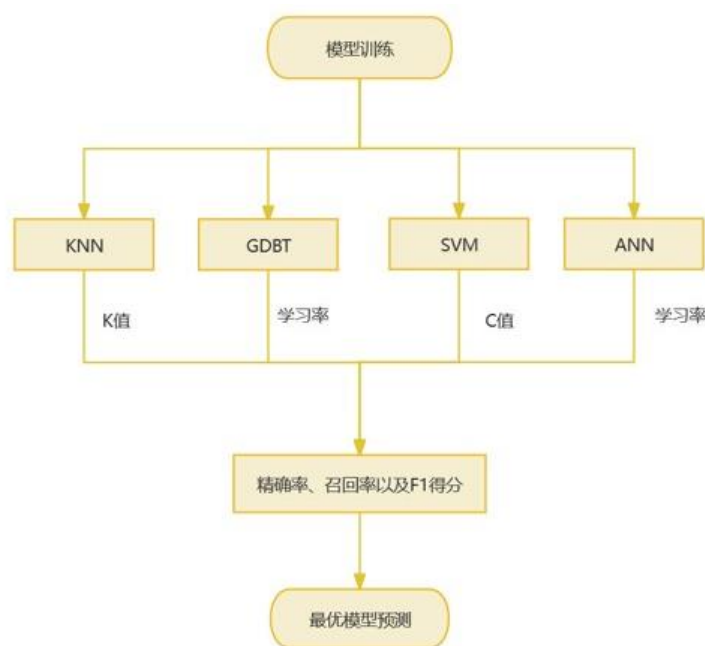 模型训练
KNN
GDBT
SVM
ANN
K值
学习率
C值
学习率
精确率、召回率以及F1得分
最优模型预测